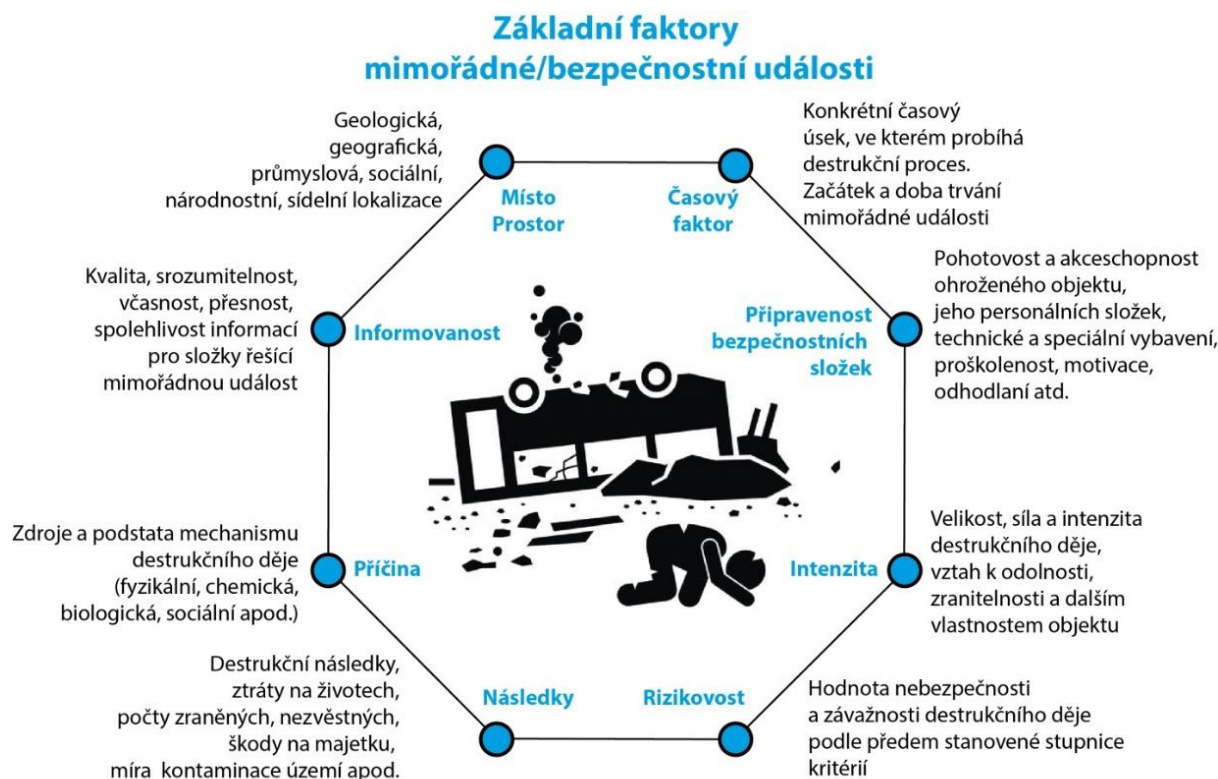 Základní faktory
mimořádné/bezpečnostní události
Geologická,
geografická,
průmyslová, sociální,
národnostní, sídelní lokalizace
Místo
Prostor
Konkrétní časový
úsek, ve kterém probíhá
destrukční proces.
Začátek a doba trvání
mimořádné události
Časový
faktor
Kvalita, srozumitelnost,
včasnost, přesnost,
spolehlivost informací
pro složky řešící
mimořádnou událost
Informovanost
Připravenost
bezpečnostních
složek
Pohotovost a akceschopnost
ohroženého objektu,
jeho personálních složek,
technické a speciální vybavení,
proškolenost, motivace,
odhodlaní atd.
Zdroje a podstata mechanismu
destrukčního děje
(fyzikální, chemická,
biologická, sociální apod.)
Příčina
Intenzita
Velikost, síla a intenzita
destrukčního děje,
vztah k odolnosti,
zranitelnosti a dalším
vlastnostem objektu
Destrukční následky,
ztráty na životech,
počty zraněných, nezvěstných,
škody na majetku,
míra kontaminace území apod.
Následky
Rizikovost
Hodnota nebezpečnosti
a závažnosti destrukčního děje
podle předem stanovené stupnice
kritérií